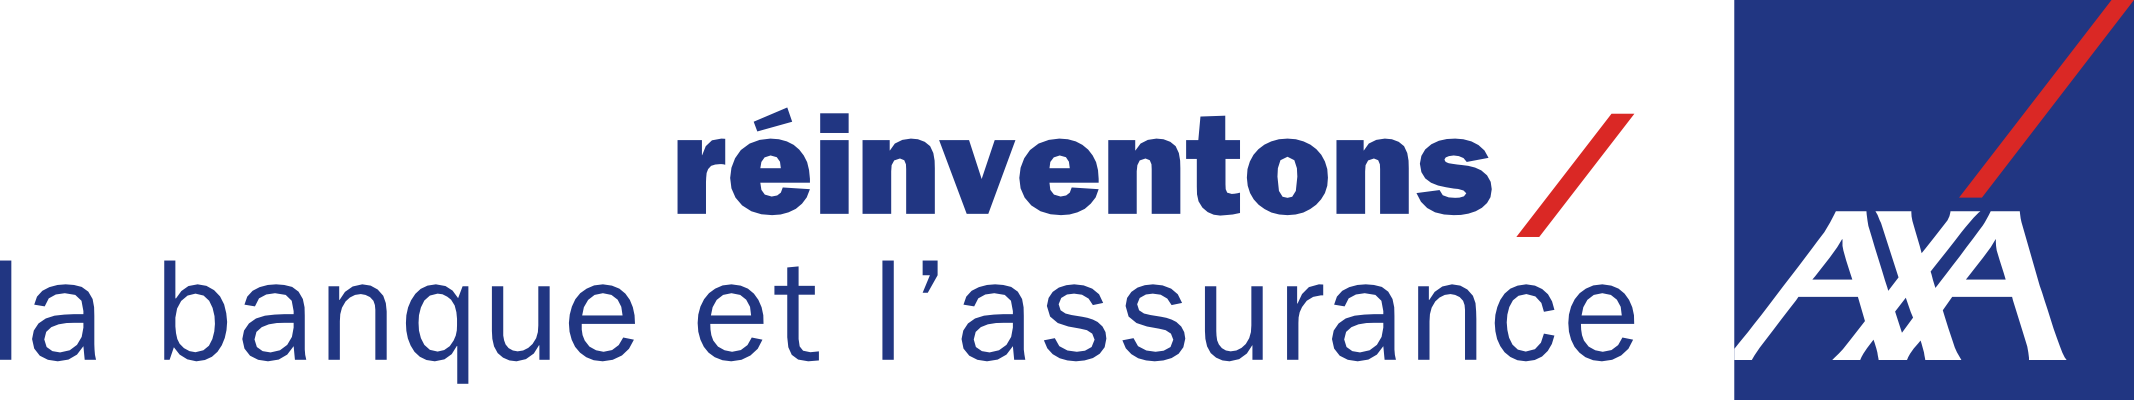 réinventons/
la banque et l’assurance
AXA